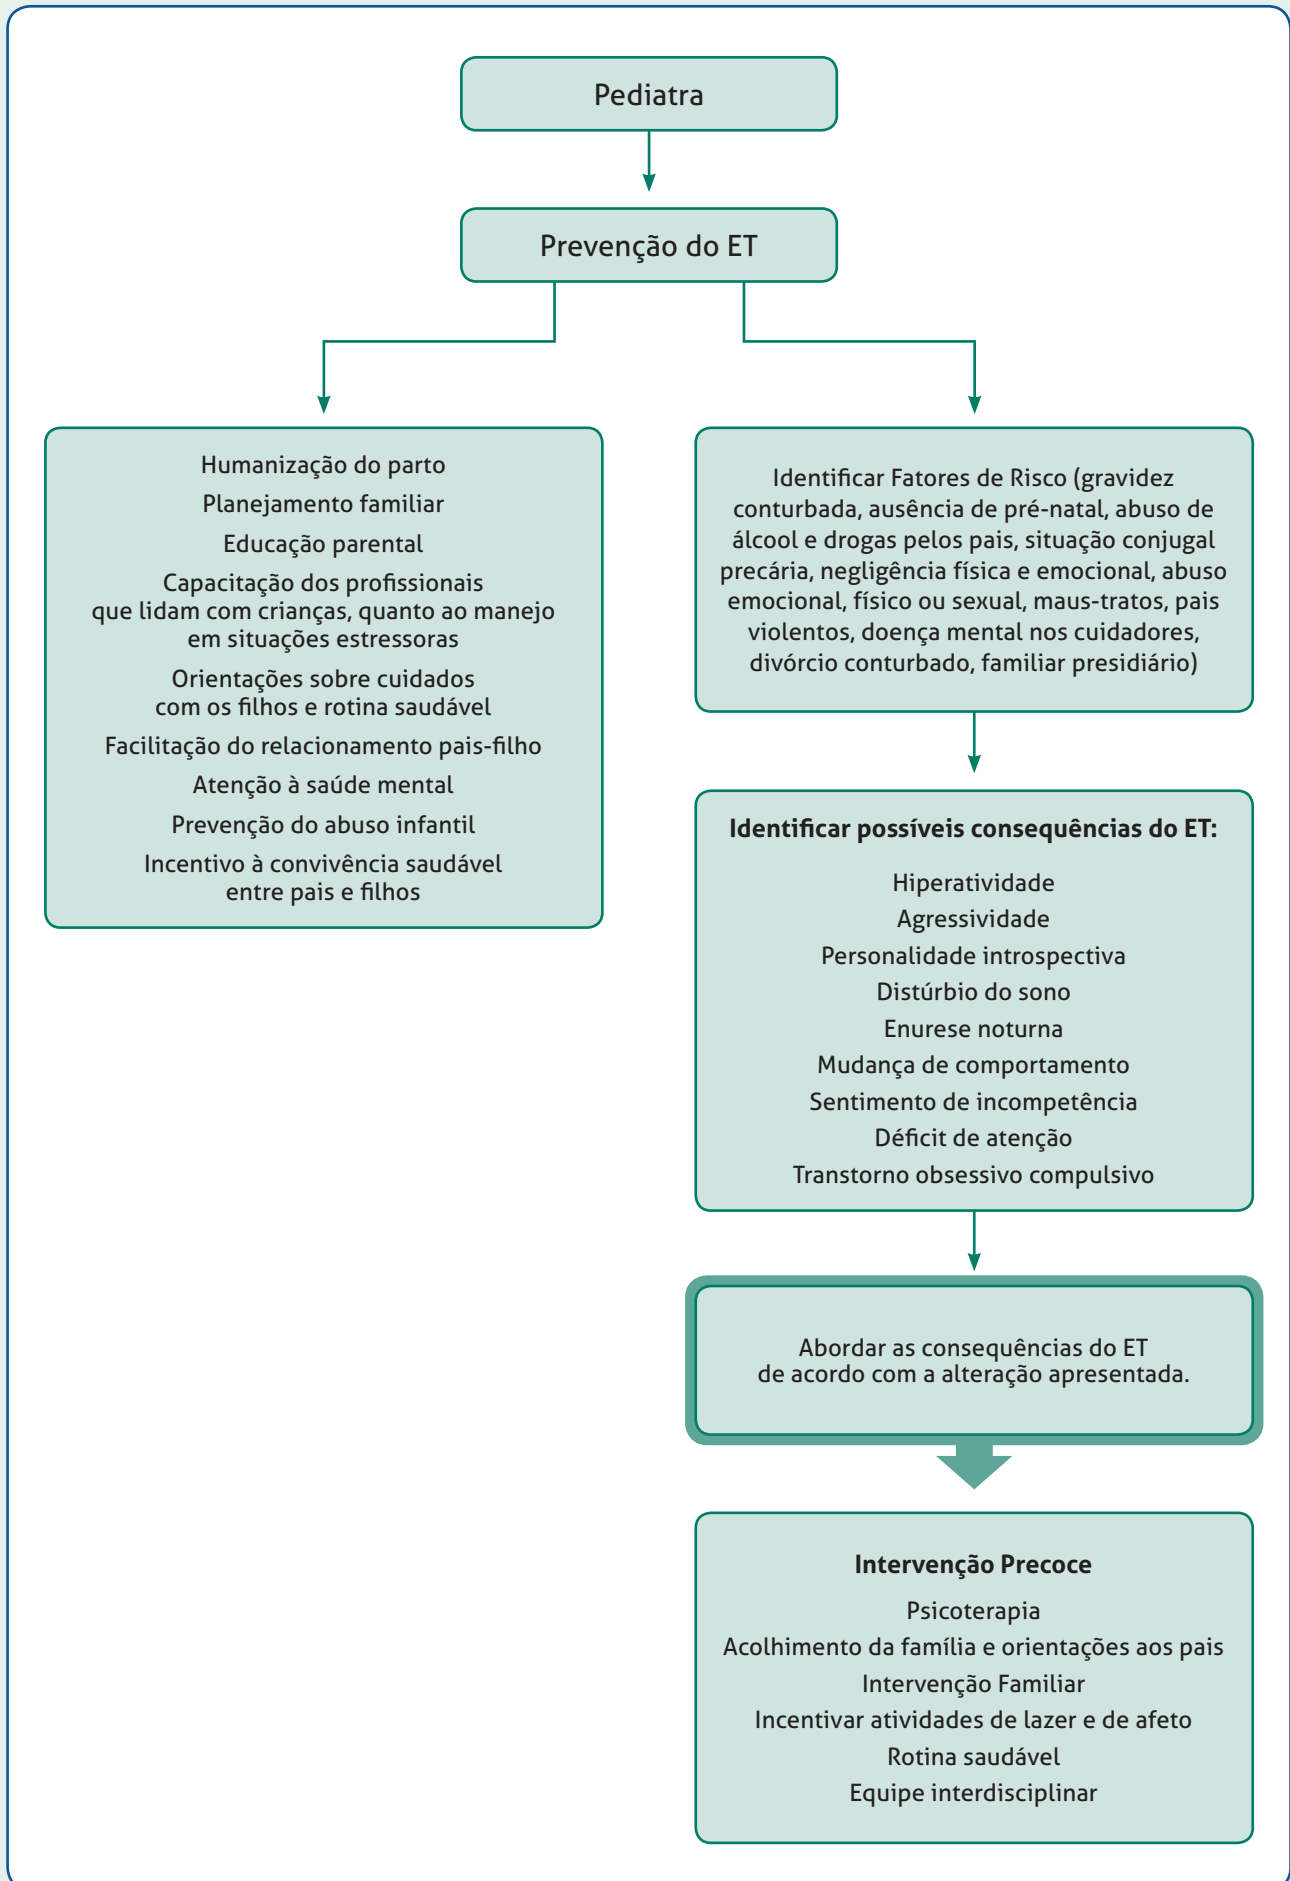 Pediatra
Prevenção do ET
Humanização do parto
Planejamento familiar
Educação parental
Capacitação dos profissionais
que lidam com crianças, quanto ao manejo
em situações estressoras
Orientações sobre cuidados
com os filhos e rotina saudável
Facilitação do relacionamento pais-filho
Atenção à saúde mental
Prevenção do abuso infantil
Incentivo à convivência saudável
entre pais e filhos
Identificar Fatores de Risco (gravidez
conturbada, ausência de pré-natal, abuso de
álcool e drogas pelos pais, situação conjugal
precária, negligência física e emocional, abuso
emocional, físico ou sexual, maus-tratos, pais
violentos, doença mental nos cuidadores,
divórcio conturbado, familiar presidiário)
Identificar possíveis consequências do ET:
Hiperatividade
Agressividade
Personalidade introspectiva
Distúrbio do sono
Enurese noturna
Mudança de comportamento
Sentimento de incompetência
Déficit de atenção
Transtorno obsessivo compulsivo
Abordar as consequências do ET
de acordo com a alteração apresentada.
Intervenção Precoce
Psicoterapia
Acolhimento da família e orientações aos pais
Intervenção Familiar
Incentivar atividades de lazer e de afeto
Rotina saudável
Equipe interdisciplinar